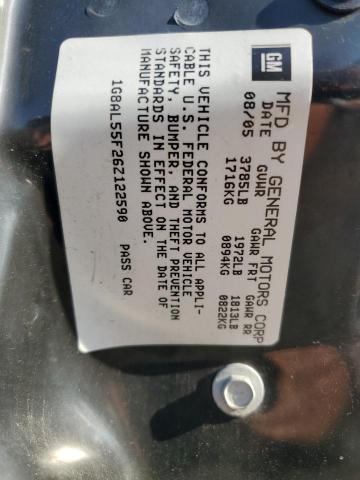 GM
MFD BY GENERAL MOTORS CORP
DATE GVWR GAWR FRT GAWR RR
08/05 3785LB 1972LB 1813LB
1716KG 0894KG 0822KG
THIS VEHICLE CONFORMS TO ALL APPLI-
CABLE U.S. FEDERAL MOTOR VEHICLE
SAFETY, BUMPER, AND THEFT PREVENTION
STANDARDS IN EFFECT ON THE DATE OF
MANUFACTURE SHOWN ABOVE.
1G8AL55F26Z122590 PASS CAR